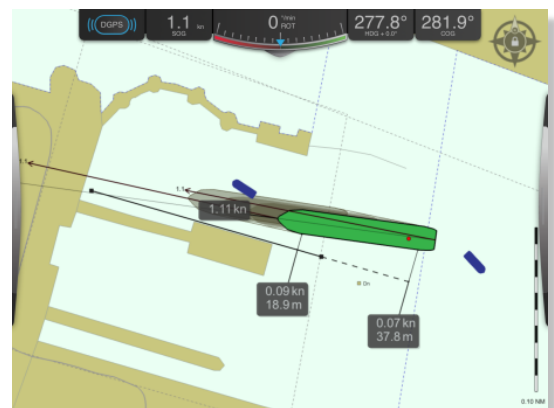 DGPS
1.1 kn
SOG
0 °/min
ROT
277.8°
HDG + 0.0°
281.9°
COG
1.1
1.1
1.11 kn
0.09 kn
18.9 m
Dn
0.07 kn
37.8 m
0.10 NM